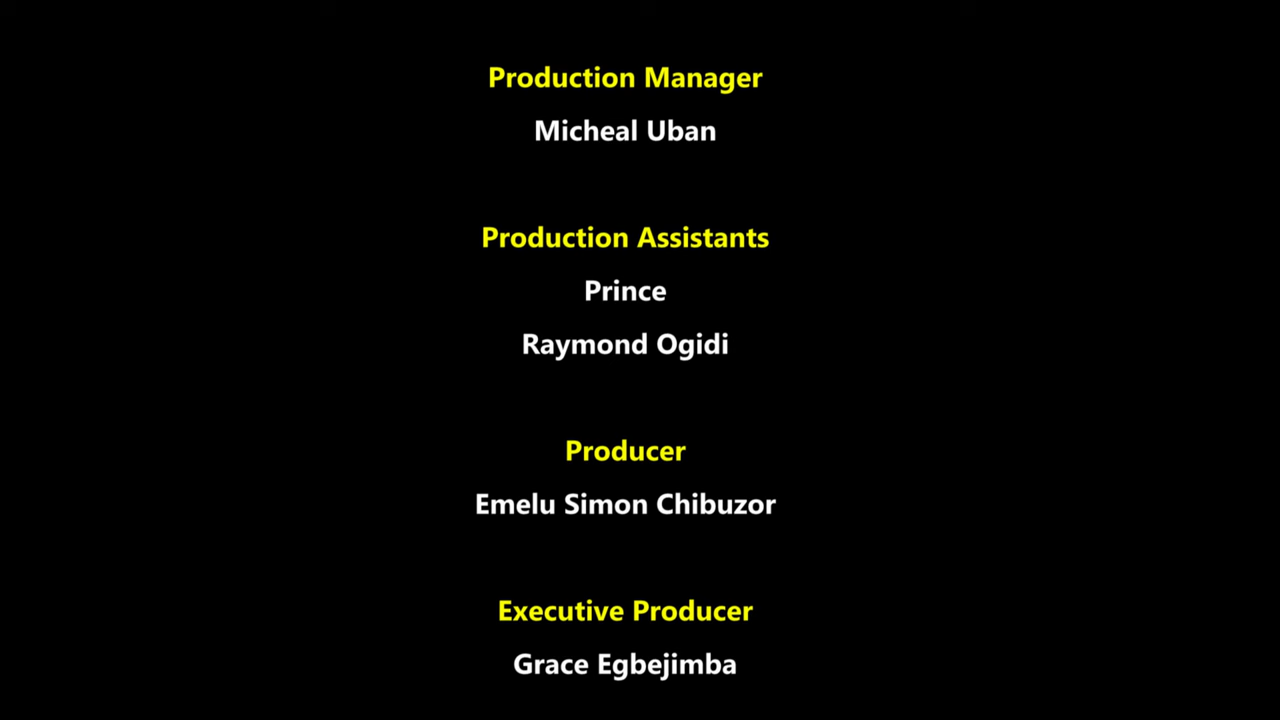 Production Manager
Micheal Uban
Production Assistants
Prince
Raymond Ogidi
Producer
Emelu Simon Chibuzor
Executive Producer
Grace Egbejimba